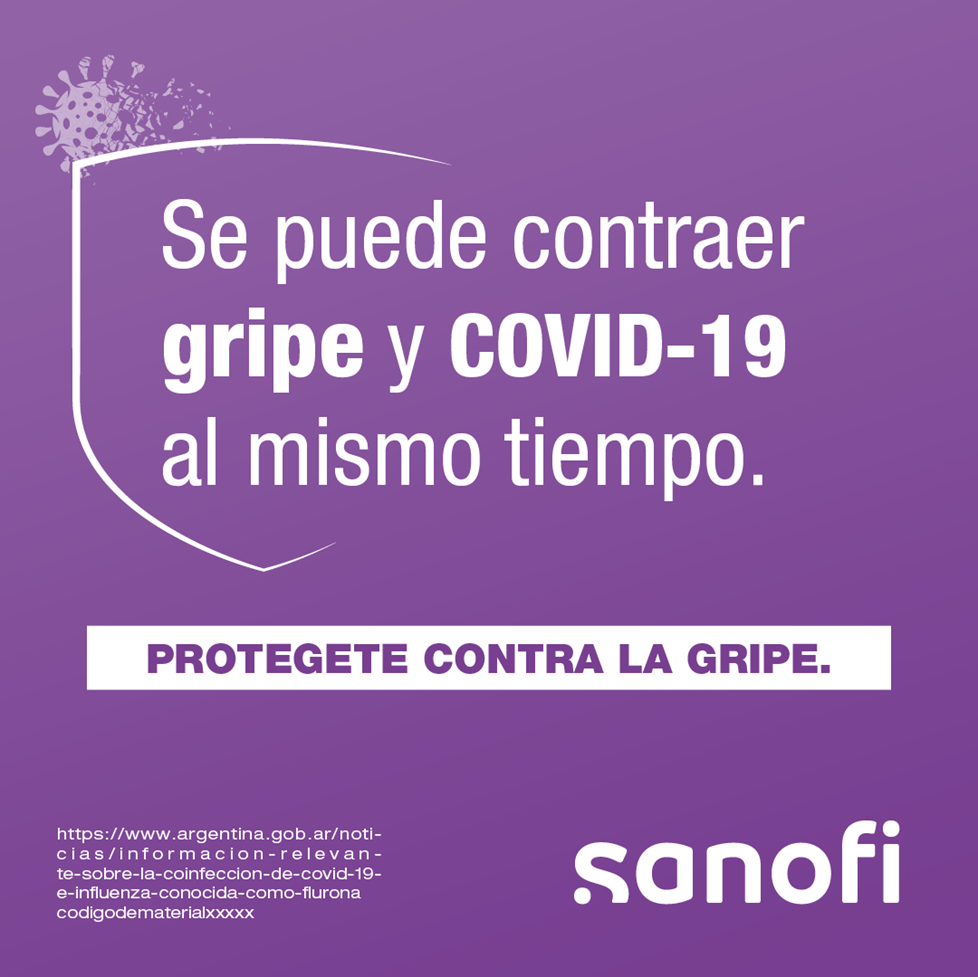 Se puede contraer
gripe y COVID-19
al mismo tiempo.
PROTEGETE CONTRA LA GRIPE.
https://www.argentina.gob.ar/noti-
cias/informacion-relevan-
te-sobre-la-coinfeccion-de-covid-19-
e-influenza-conocida-como-flurona
codigodematerialxxxxx
sanofi